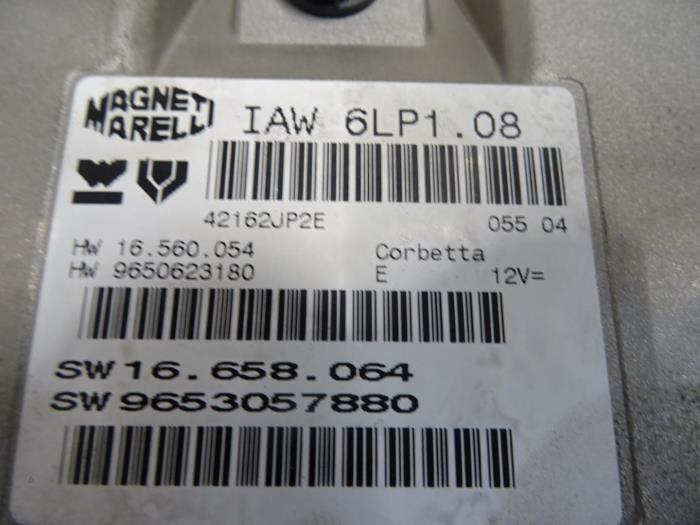 MAGNETI
MARELLI
IAW 6LP1.08
42162JP2E 055 04
HW 16.560.054 Corbetta
HW 9650623180 E 12V=
SW 16.658.064
SW 9653057880